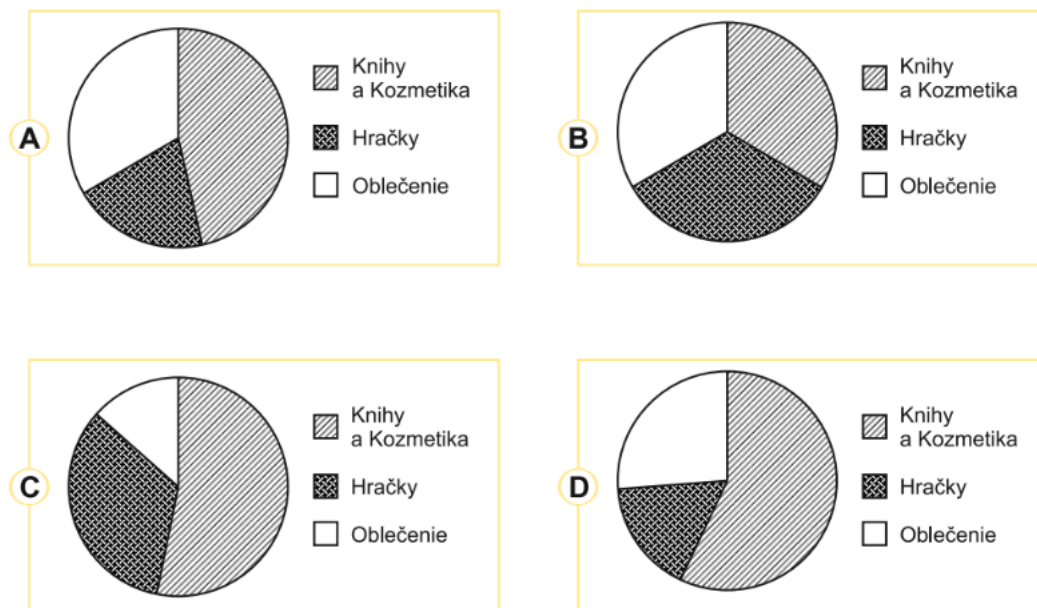 A
Knihy
a Kozmetika
Hračky
Oblečenie
B
Knihy
a Kozmetika
Hračky
Oblečenie
C
Knihy
a Kozmetika
Hračky
Oblečenie
D
Knihy
a Kozmetika
Hračky
Oblečenie